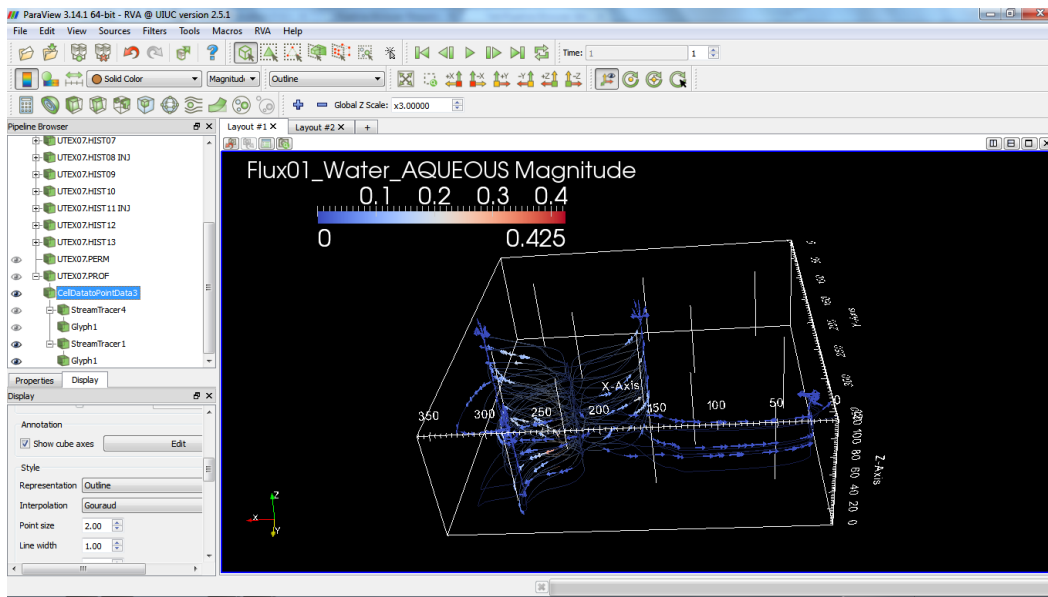 ParaView 3.14.1 64-bit - RVA @ UIUC version 2.5.1
File Edit View Sources Filters Tools Macros RVA Help
Time: 1 1
Solid Color Magnitud Outline
Global Z Scale: x3.00000
Pipeline Browser
UTEX07.HIST07
UTEX07.HIST08 INJ
UTEX07.HIST09
UTEX07.HIST10
UTEX07.HIST11 INJ
UTEX07.HIST12
UTEX07.HIST13
UTEX07.PERM
UTEX07.PROF
CellDatatoPointData3
StreamTracer4
Glyph1
StreamTracer1
Glyph1
Properties Display
Display
Annotation
Show cube axes Edit
Style
Representation Outline
Interpolation Gouraud
Point size 2.00
Line width 1.00
Layout #1 X Layout #2 X +
Flux01_Water_AQUEOUS Magnitude
0.1 0.2 0.3 0.4
0 0.425
X-Axis
350 300 250 200 150 100 50 0
Z-Axis
120 100 80 60 40 20 0
X Y Z